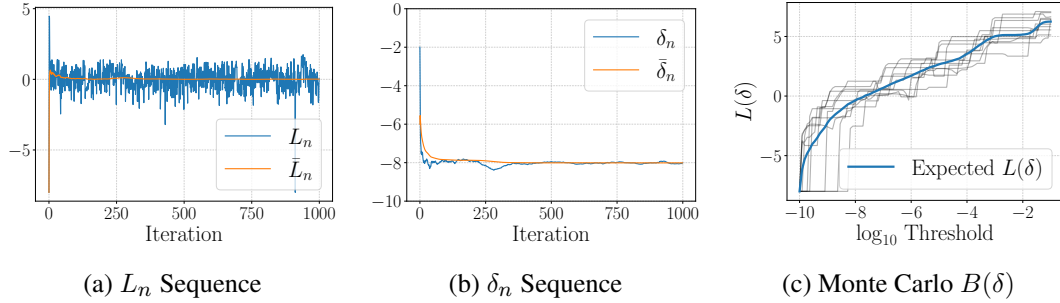 5
0
−5
0
250
500
750
1000
Iteration
L_n
L̄_n
0
−2
−4
−6
−8
−10
0
250
500
750
1000
Iteration
δ_n
δ̄_n
L(δ)
5
0
−5
−10
−8
−6
−4
−2
log₁₀ Threshold
Expected L(δ)
(a) L_n Sequence
(b) δ_n Sequence
(c) Monte Carlo B(δ)